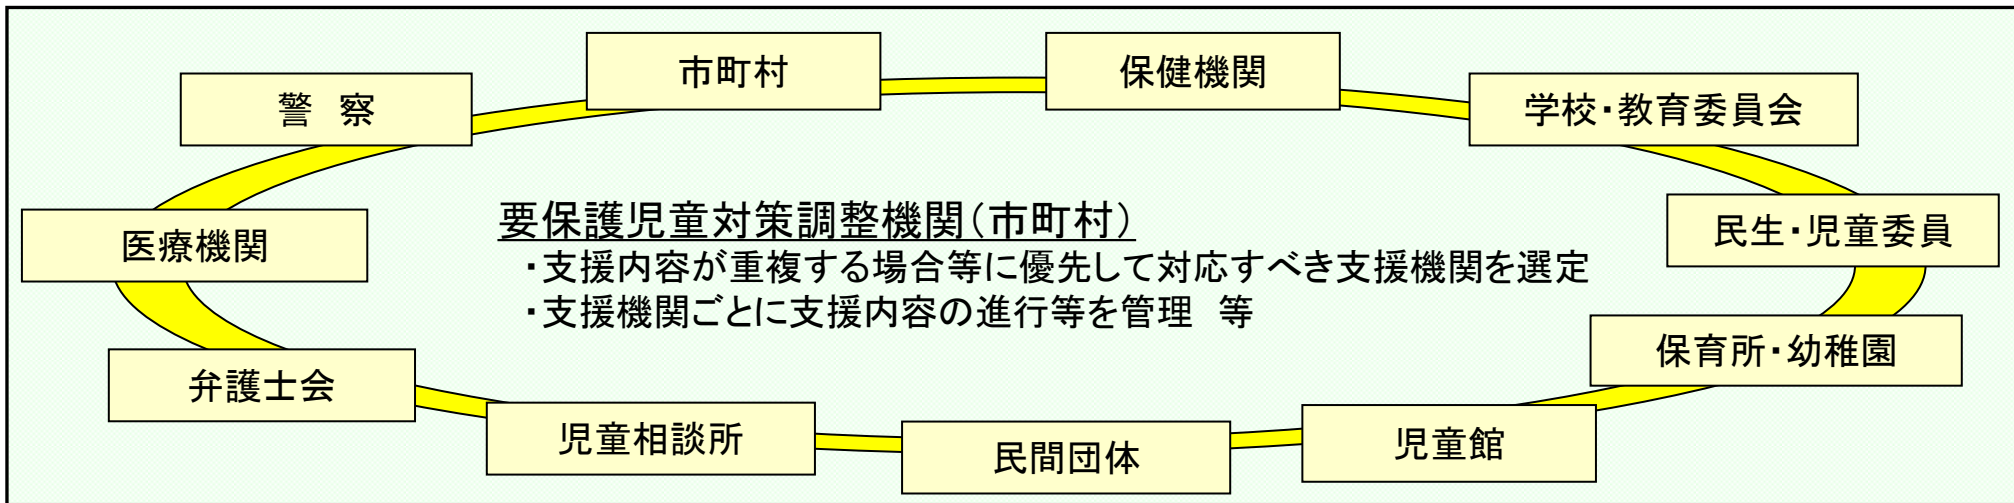 市町村
保健機関
警　察
学校・教育委員会
医療機関
要保護児童対策調整機関（市町村）
・支援内容が重複する場合等に優先して対応すべき支援機関を選定
・支援機関ごとに支援内容の進行等を管理　等
民生・児童委員
保育所・幼稚園
弁護士会
児童相談所
民間団体
児童館